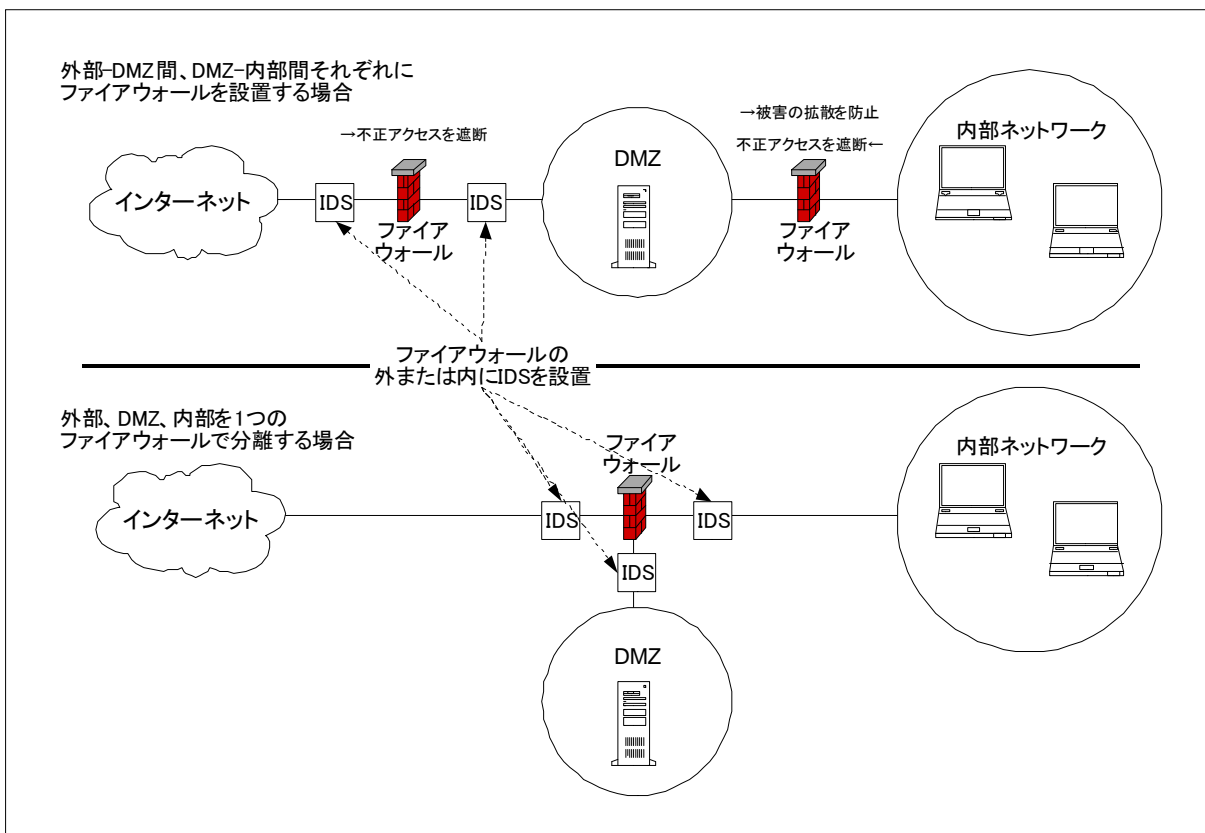 外部-DMZ間、DMZ-内部間それぞれに
ファイアウォールを設置する場合
→不正アクセスを遮断
→被害の拡散を防止
不正アクセスを遮断←
インターネット
IDS
ファイア
ウォール
IDS
DMZ
ファイア
ウォール
内部ネットワーク
ファイアウォールの
外または内にIDSを設置
外部、DMZ、内部を1つの
ファイアウォールで分離する場合
インターネット
IDS
ファイア
ウォール
IDS
IDS
DMZ
内部ネットワーク